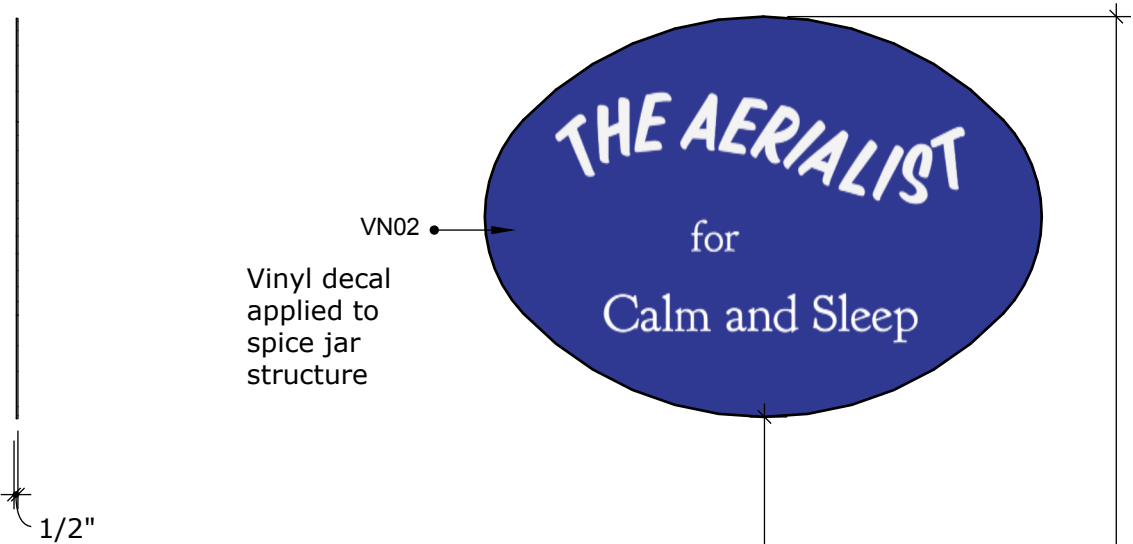 THE AERIALIST
for
Calm and Sleep
VN02
Vinyl decal
applied to
spice jar
structure
1/2"